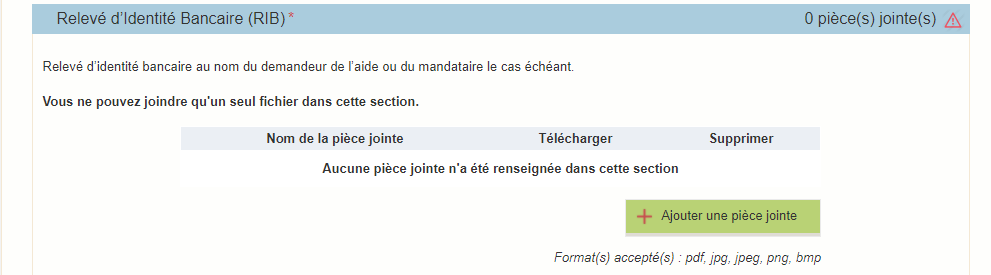 Relevé d’Identité Bancaire (RIB) * 0 pièce(s) jointe(s)
Relevé d’identité bancaire au nom du demandeur de l’aide ou du mandataire le cas échéant.
Vous ne pouvez joindre qu'un seul fichier dans cette section.
Nom de la pièce jointe Télécharger Supprimer
Aucune pièce jointe n'a été renseignée dans cette section
Ajouter une pièce jointe
Format(s) accepté(s) : pdf, jpg, jpeg, png, bmp